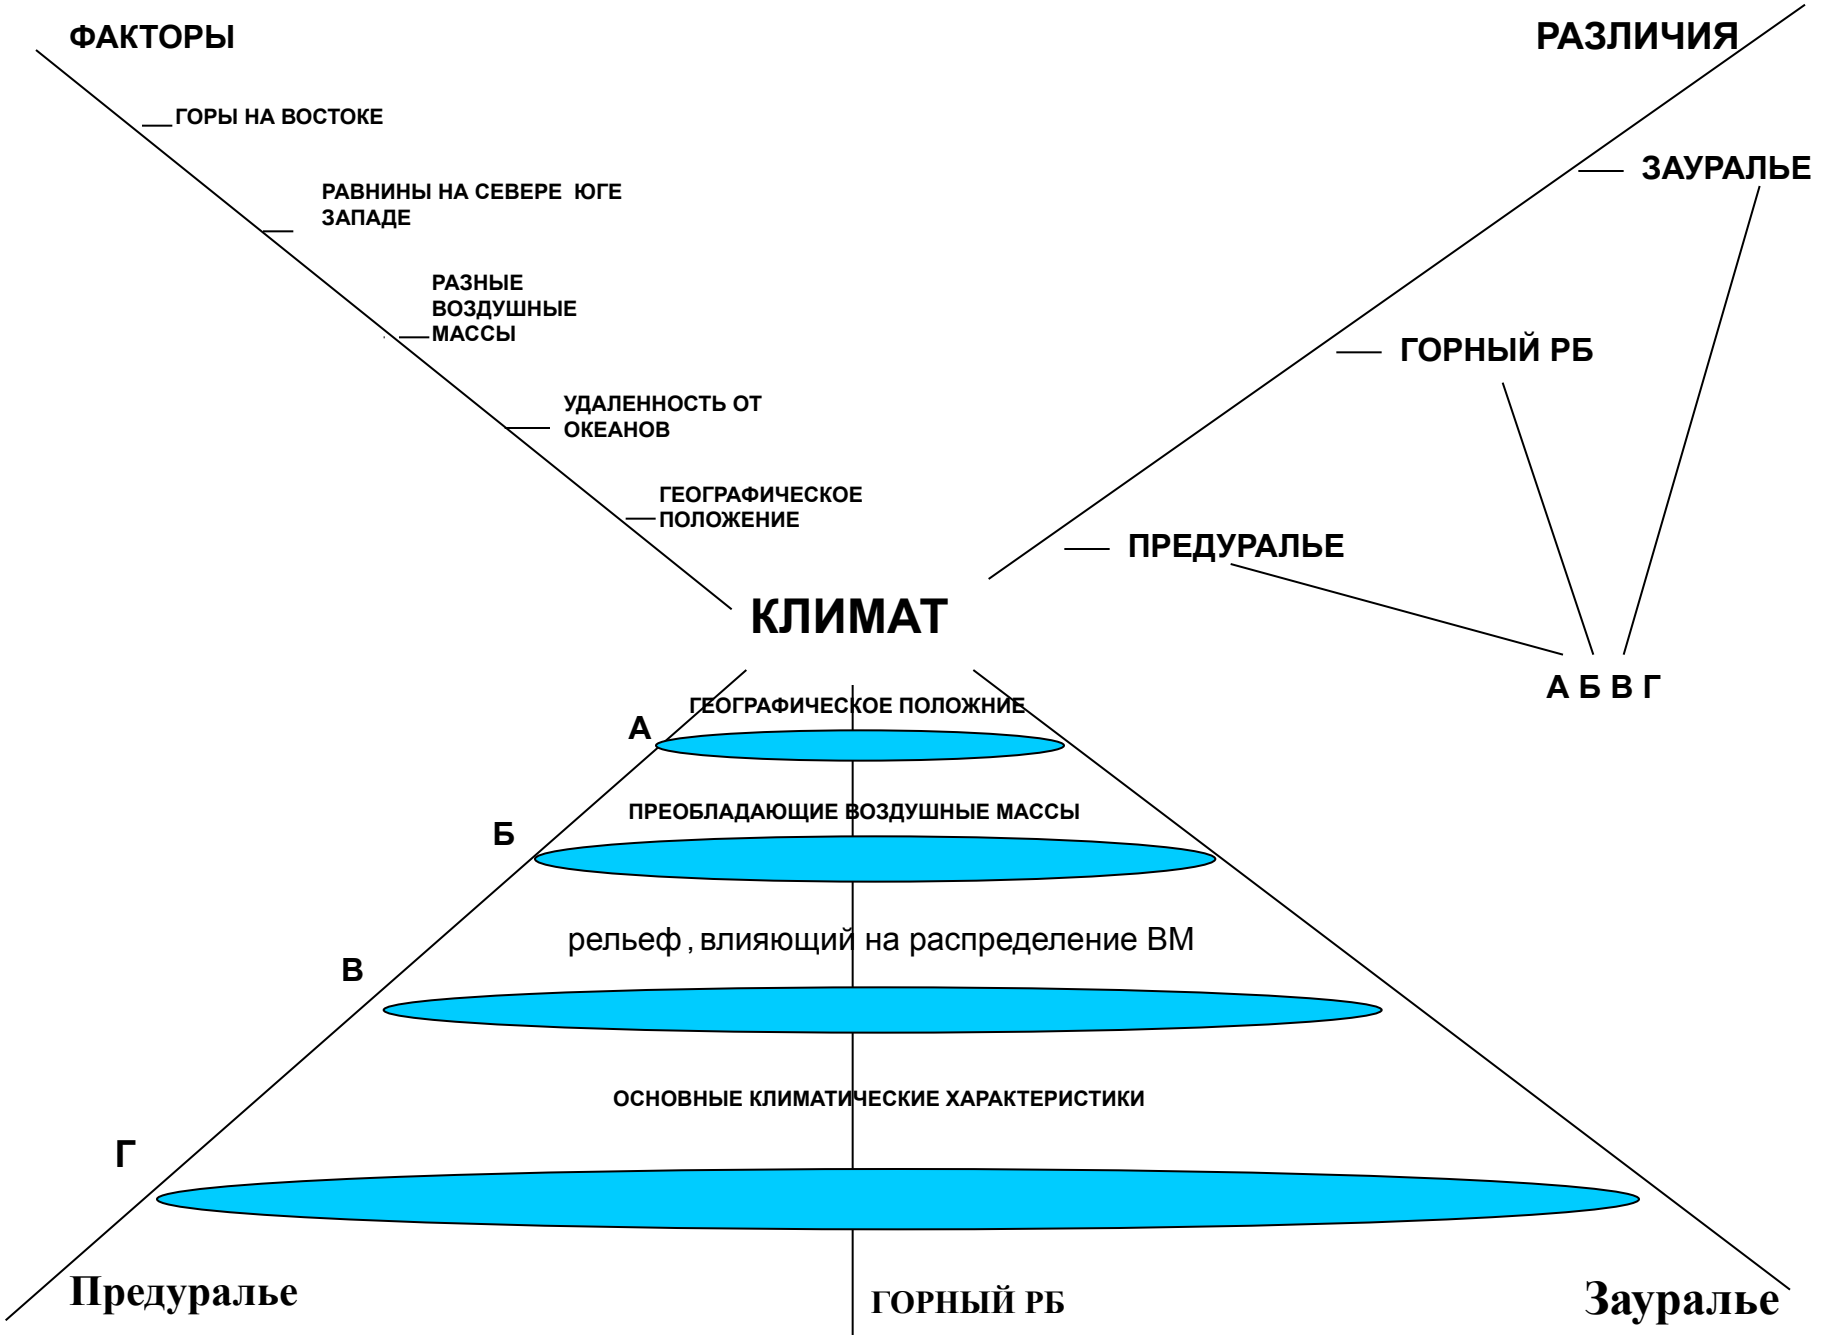 ФАКТОРЫ
РАЗЛИЧИЯ
ГОРЫ НА ВОСТОКЕ
РАВНИНЫ НА СЕВЕРЕ ЮГЕ
ЗАПАДЕ
РАЗНЫЕ
ВОЗДУШНЫЕ
МАССЫ
УДАЛЕННОСТЬ ОТ
ОКЕАНОВ
ГЕОГРАФИЧЕСКОЕ
ПОЛОЖЕНИЕ
ЗАУРАЛЬЕ
ГОРНЫЙ РБ
ПРЕДУРАЛЬЕ
А Б В Г
КЛИМАТ
ГЕОГРАФИЧЕСКОЕ ПОЛОЖНИЕ
А
ПРЕОБЛАДАЮЩИЕ ВОЗДУШНЫЕ МАССЫ
Б
рельеф, влияющий на распределение ВМ
В
ОСНОВНЫЕ КЛИМАТИЧЕСКИЕ ХАРАКТЕРИСТИКИ
Г
Предуралье
ГОРНЫЙ РБ
Зауралье